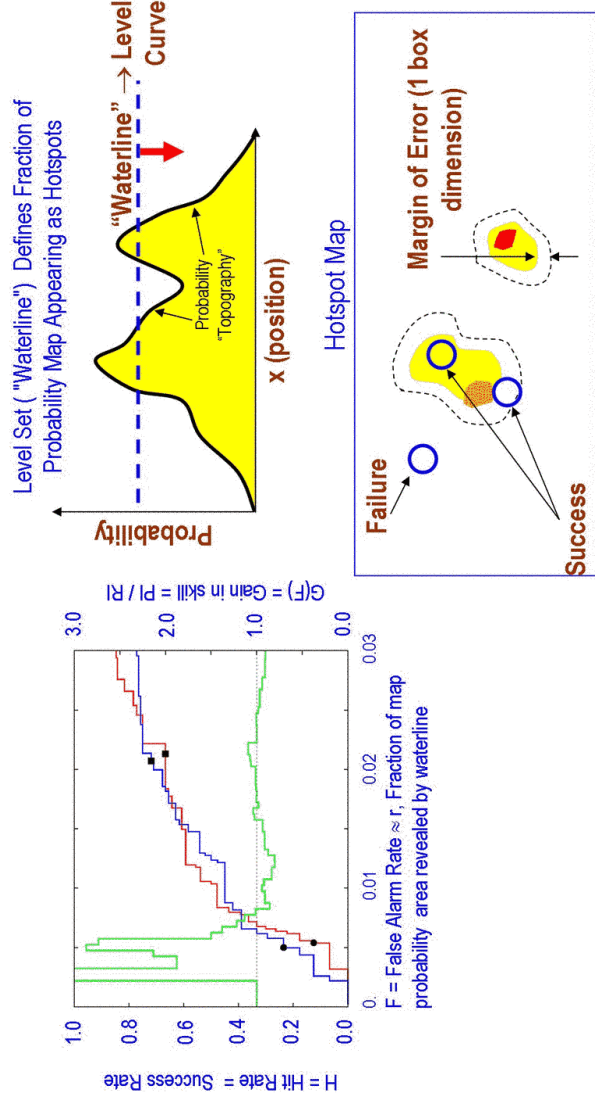 H = Hit Rate = Success Rate
1.0
0.8
0.6
0.4
0.2
0.0
0.
0.01
0.02
0.03
F = False Alarm Rate ≈ r, Fraction of map
probability area revealed by waterline
3.0
2.0
1.0
0.0
G(F) = Gain in skill = PI / RI
Level Set ( "Waterline") Defines Fraction of
Probability Map Appearing as Hotspots
Probability
“Waterline” → Level
Curve
Probability
“Topography”
x (position)
Hotspot Map
Failure
Success
Margin of Error (1 box
dimension)